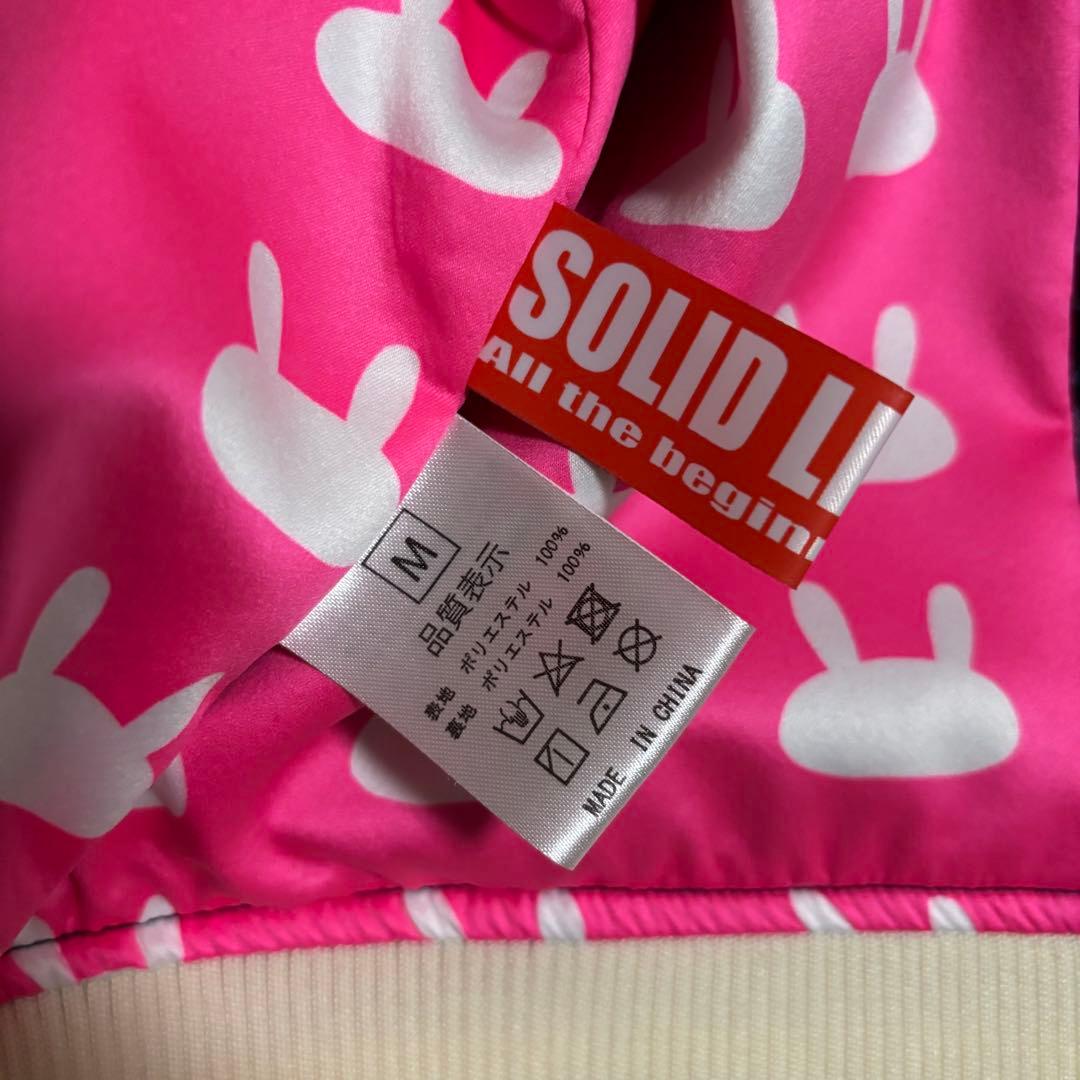 SOLID L
All the begin
M
品質表示
表地 ポリエステル 100%
裏地 ポリエステル 100%
MADE IN CHINA